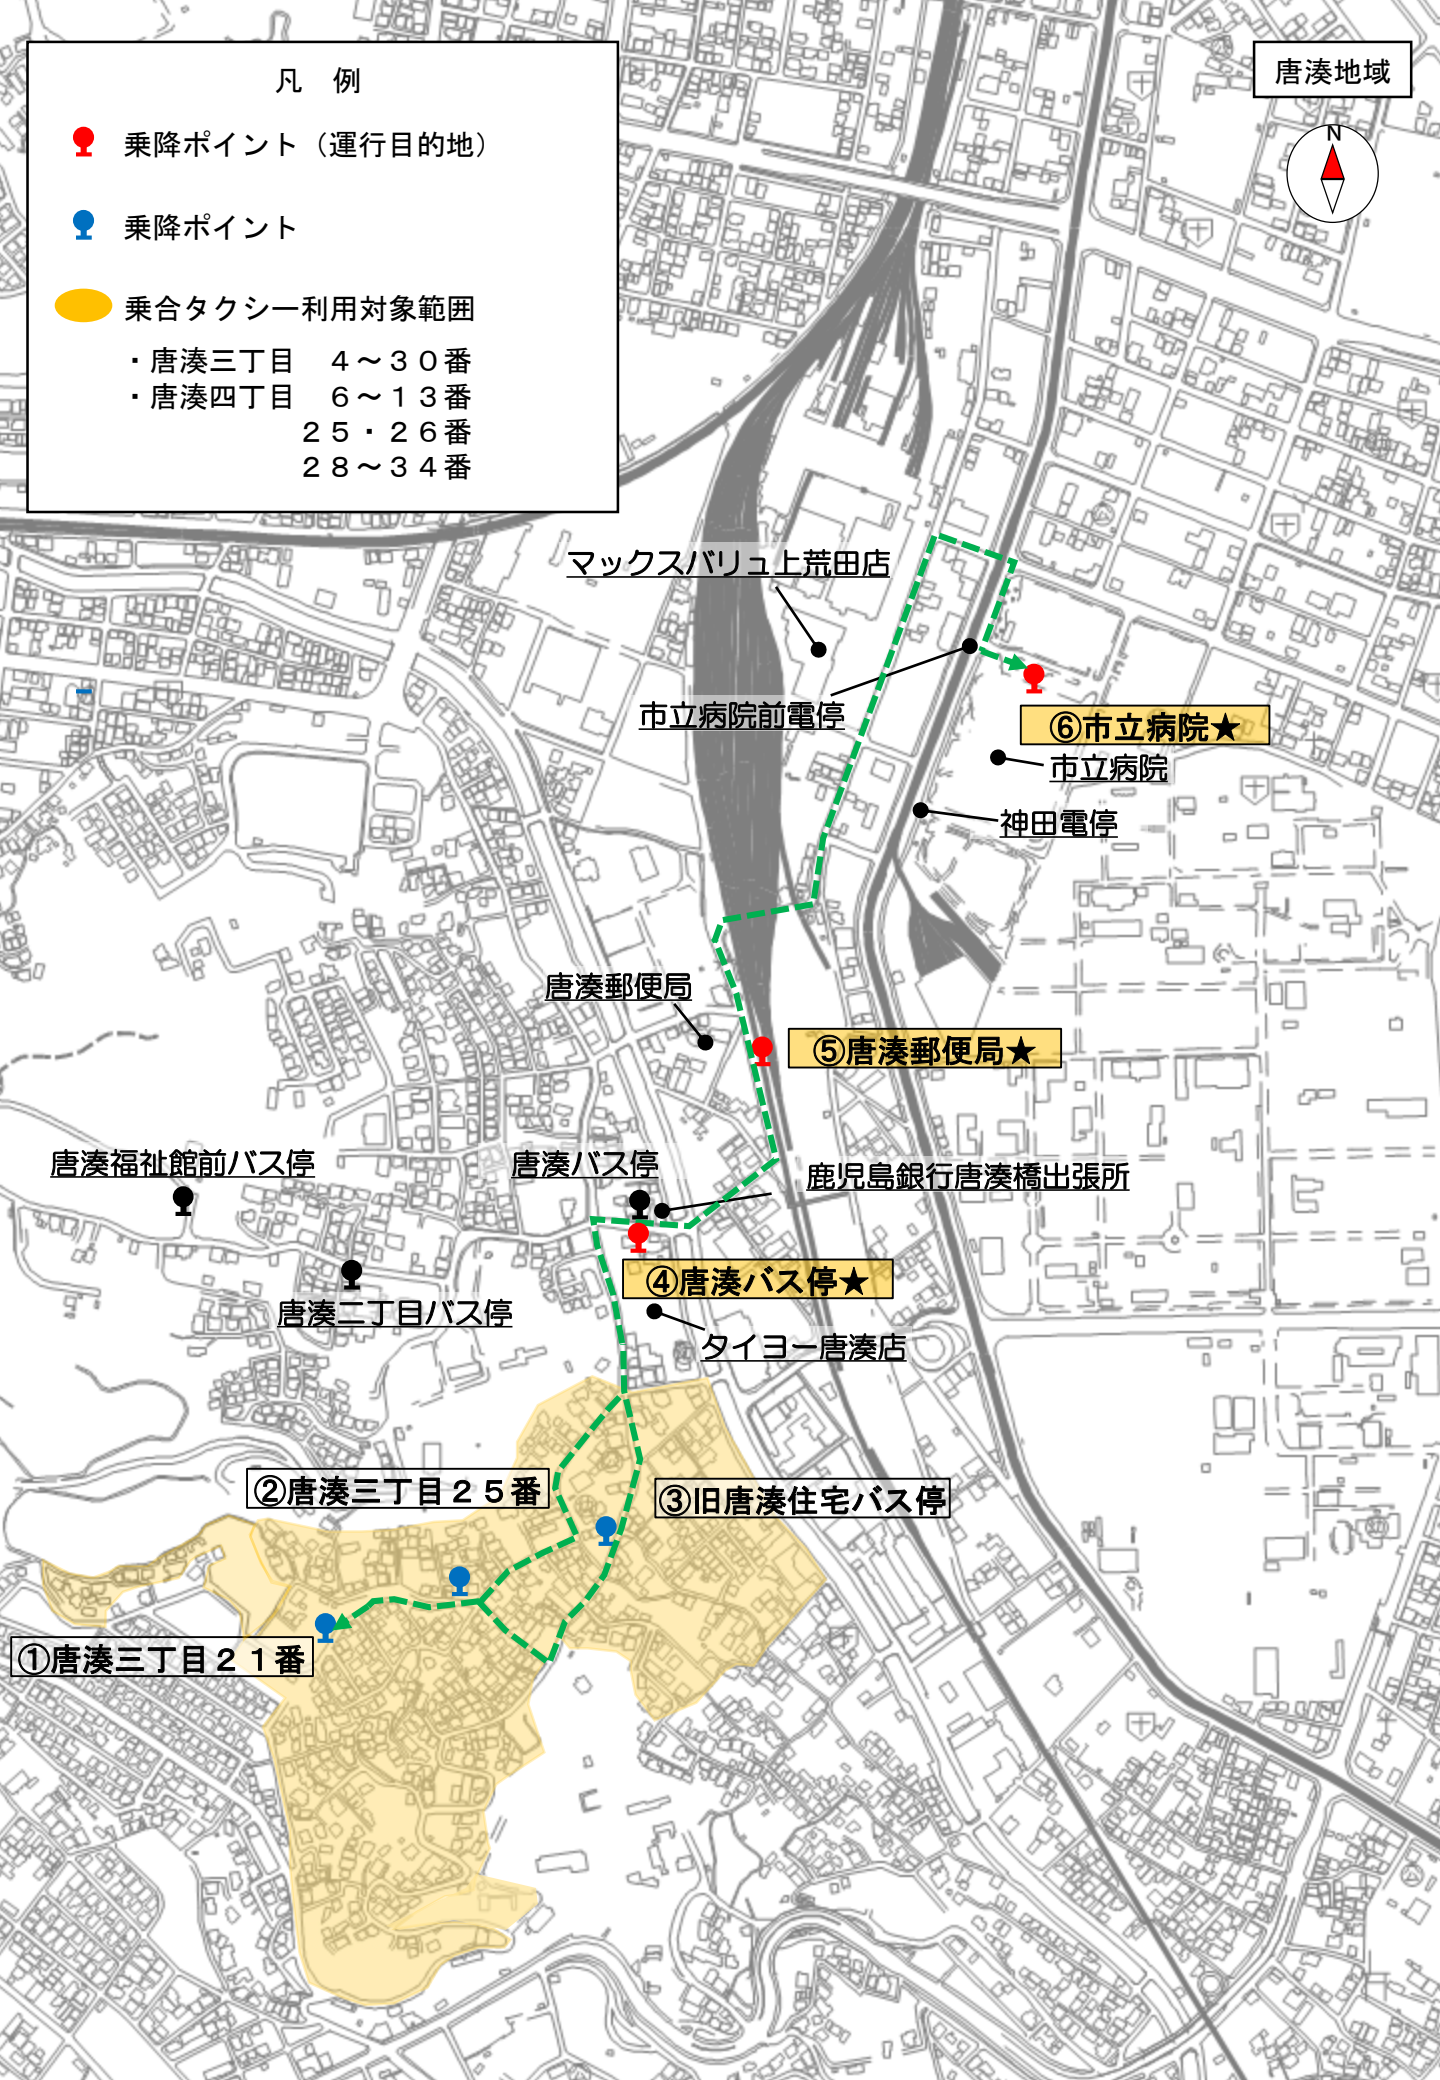 凡　例
乗降ポイント（運行目的地）
乗降ポイント
乗合タクシー利用対象範囲
・唐湊三丁目　４～３０番
・唐湊四丁目　６～１３番
２５・２６番
２８～３４番
唐湊地域
N
マックスバリュ上荒田店
市立病院前電停
⑥市立病院★
市立病院
神田電停
唐湊郵便局
⑤唐湊郵便局★
唐湊福祉館前バス停
唐湊バス停
鹿児島銀行唐湊橋出張所
④唐湊バス停★
唐湊二丁目バス停
タイヨー唐湊店
②唐湊三丁目２５番
③旧唐湊住宅バス停
①唐湊三丁目２１番